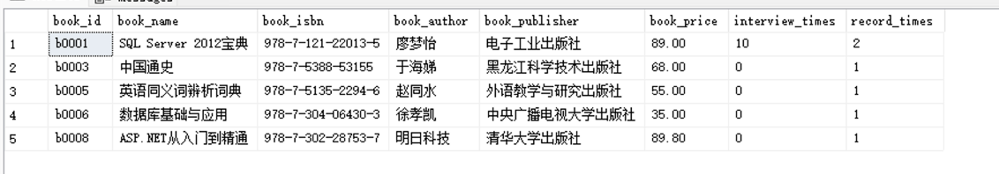 messages
book_id book_name book_isbn book_author book_publisher book_price interview_times record_times
1 b0001 SQL Server 2012宝典 978-7-121-22013-5 廖梦怡 电子工业出版社 89.00 10 2
2 b0003 中国通史 978-7-5388-53155 于海娣 黑龙江科学技术出版社 68.00 0 1
3 b0005 英语同义词辨析词典 978-7-5135-2294-6 赵同水 外语教学与研究出版社 55.00 0 1
4 b0006 数据库基础与应用 978-7-304-06430-3 徐孝凯 中央广播电视大学出版社 35.00 0 1
5 b0008 ASP.NET从入门到精通 978-7-302-28753-7 明日科技 清华大学出版社 89.80 0 1